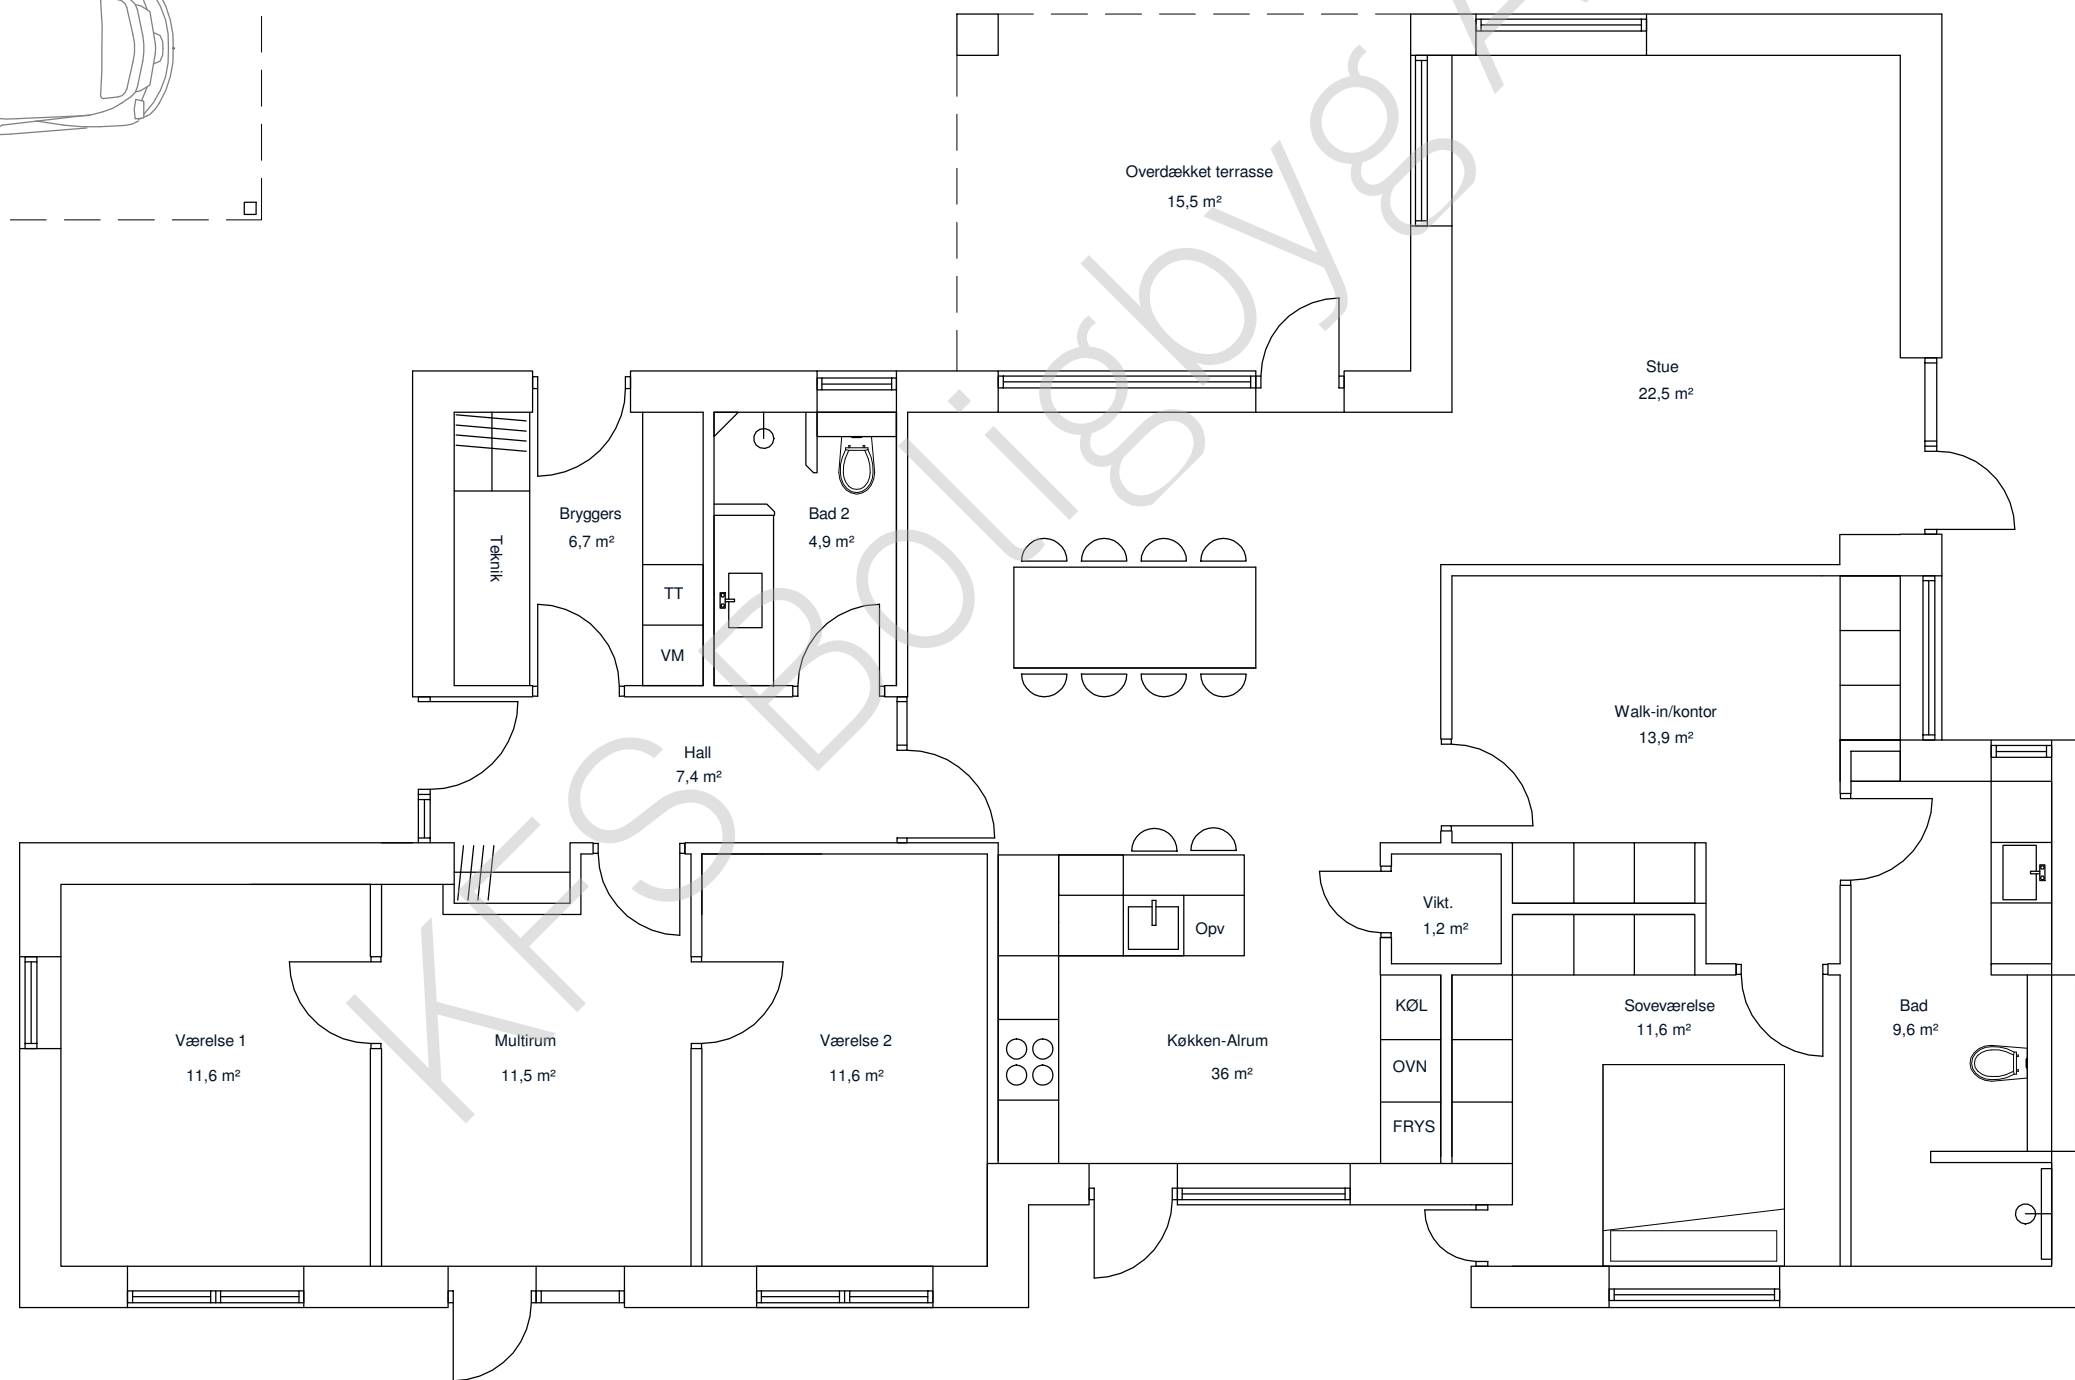 Overdækket terrasse
15,5 m²
Stue
22,5 m²
Bryggers
6,7 m²
Teknik
TT
VM
Bad 2
4,9 m²
Hall
7,4 m²
Walk-in/kontor
13,9 m²
Vikt.
1,2 m²
Opv
KØL
OVN
FRYS
Værelse 1
11,6 m²
Multirum
11,5 m²
Værelse 2
11,6 m²
Køkken-Alrum
36 m²
Soveværelse
11,6 m²
Bad
9,6 m²
KFS Boligbyg A